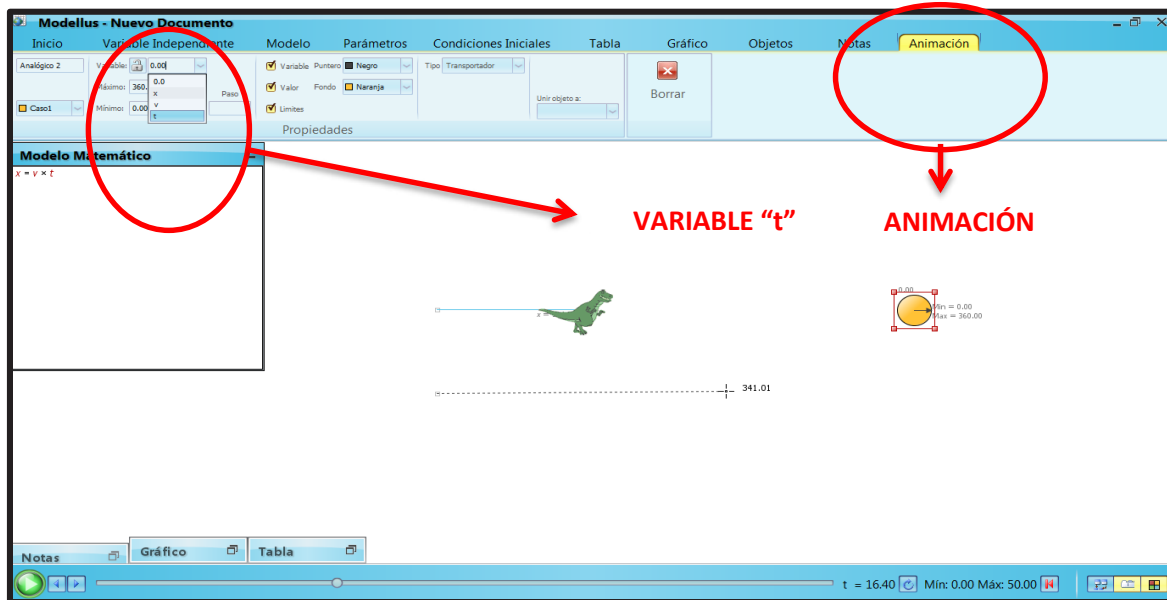 Modellus - Nuevo Documento
Inicio Variable Independiente Modelo Parámetros Condiciones Iniciales Tabla Gráfico Objetos Notas Animación
Analógico 2 Variable: 0.00 Variable Puntero Negro Tipo Transportador
0.0
Máximo: 360. x Paso Valor Fondo Naranja Borrar
v Unir objeto a:
Caso1 Mínimo: 0.00 t Límites
Propiedades
Modelo Matemático
x = v × t
VARIABLE “t” ANIMACIÓN
0.00
x =
Min = 0.00
Max = 360.00
341.01
Notas Gráfico Tabla
t = 16.40 Mín: 0.00 Máx: 50.00